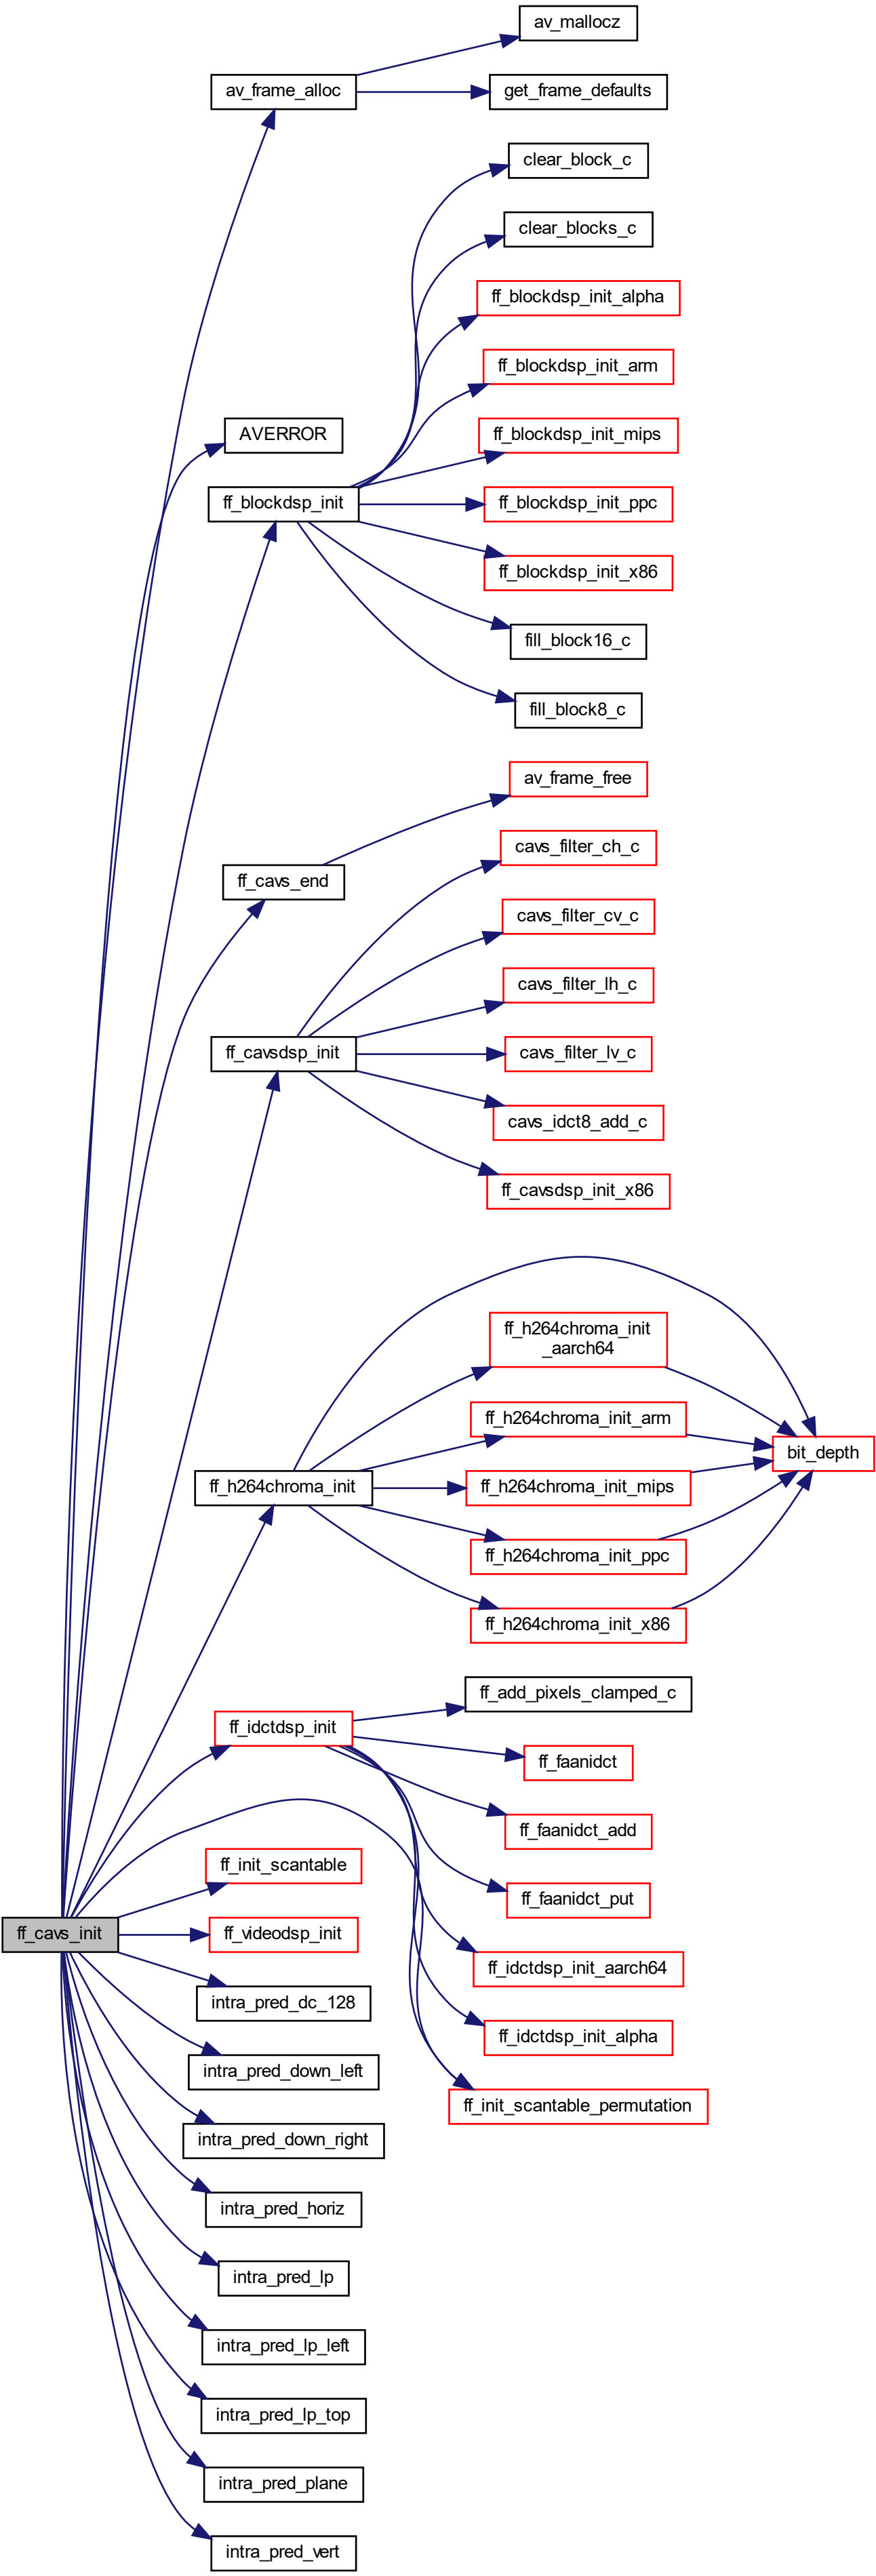 av_mallocz
av_frame_alloc
get_frame_defaults
clear_block_c
clear_blocks_c
ff_blockdsp_init_alpha
ff_blockdsp_init_arm
AVERROR
ff_blockdsp_init_mips
ff_blockdsp_init
ff_blockdsp_init_ppc
ff_blockdsp_init_x86
fill_block16_c
fill_block8_c
av_frame_free
cavs_filter_ch_c
ff_cavs_end
cavs_filter_cv_c
cavs_filter_lh_c
ff_cavsdsp_init
cavs_filter_lv_c
cavs_idct8_add_c
ff_cavsdsp_init_x86
ff_h264chroma_init
_aarch64
ff_h264chroma_init_arm
bit_depth
ff_h264chroma_init
ff_h264chroma_init_mips
ff_h264chroma_init_ppc
ff_h264chroma_init_x86
ff_add_pixels_clamped_c
ff_idctdsp_init
ff_faanidct
ff_faanidct_add
ff_init_scantable
ff_faanidct_put
ff_cavs_init
ff_videodsp_init
ff_idctdsp_init_aarch64
intra_pred_dc_128
ff_idctdsp_init_alpha
intra_pred_down_left
ff_init_scantable_permutation
intra_pred_down_right
intra_pred_horiz
intra_pred_lp
intra_pred_lp_left
intra_pred_lp_top
intra_pred_plane
intra_pred_vert